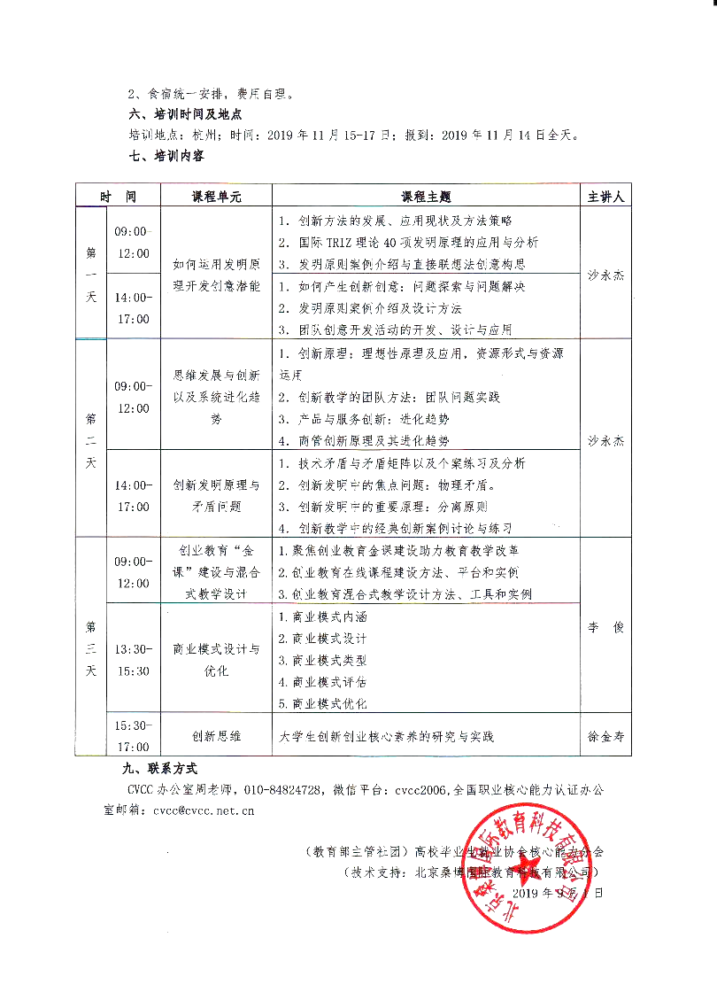 2、食宿统一安排，费用自理。
六、培训时间及地点
培训地点：杭州；时间：2019 年 11 月 15-17 日；报到：2019 年 11 月 14 日全天。
七、培训内容
时 间 课程单元 课程主题 主讲人
第一天
09:00-
12:00
如何运用发明原
理开发创意潜能
1. 创新方法的发展、应用现状及方法策略
2. 国际 TRIZ 理论 40 项发明原理的应用与分析
3. 发明原则案例介绍与直接联想法创意构思
沙永杰
14:00-
17:00
1. 如何产生创新创意：问题探索与问题解决
2. 发明原则案例介绍及设计方法
3. 团队创意开发活动的开发、设计与应用
第二天
09:00-
12:00
思维发展与创新
以及系统进化趋
势
1. 创新原理：理想性原理及应用，资源形式与资源
运用
2. 创新教学的团队方法：团队问题实践
3. 产品与服务创新：进化趋势
4. 商管创新原理及其进化趋势
沙永杰
14:00-
17:00
创新发明原理与
矛盾问题
1. 技术矛盾与矛盾矩阵以及个案练习及分析
2. 创新发明中的焦点问题：物理矛盾。
3. 创新发明中的重要原理：分离原则
4. 创新教学中的经典创新案例讨论与练习
第三天
09:00-
12:00
创业教育“金
课”建设与混合
式教学设计
1.聚焦创业教育金课建设助力教育教学改革
2.创业教育在线课程建设方法、平台和实例
3.创业教育混合式教学设计方法、工具和实例
李 俊
13:30-
15:30
商业模式设计与
优化
1.商业模式内涵
2.商业模式设计
3.商业模式类型
4.商业模式评估
5.商业模式优化
15:30-
17:00
创新思维
大学生创新创业核心素养的研究与实践
徐金寿
九、联系方式
CVCC 办公室周老师，010-84824728，微信平台：cvcc2006,全国职业核心能力认证办公
室邮箱：cvcc@cvcc.net.cn
（教育部主管社团）高校毕业生就业协会核心能力分会
（技术支持：北京桑博国际教育科技有限公司）
2019 年 9 月 1 日
北京桑博国际教育科技有限公司